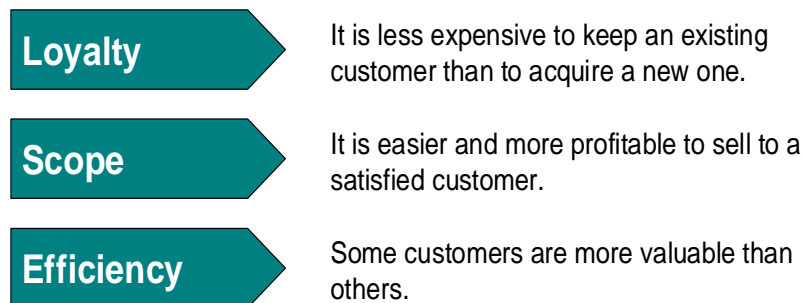 Loyalty
It is less expensive to keep an existing
customer than to acquire a new one.
Scope
It is easier and more profitable to sell to a
satisfied customer.
Efficiency
Some customers are more valuable than
others.